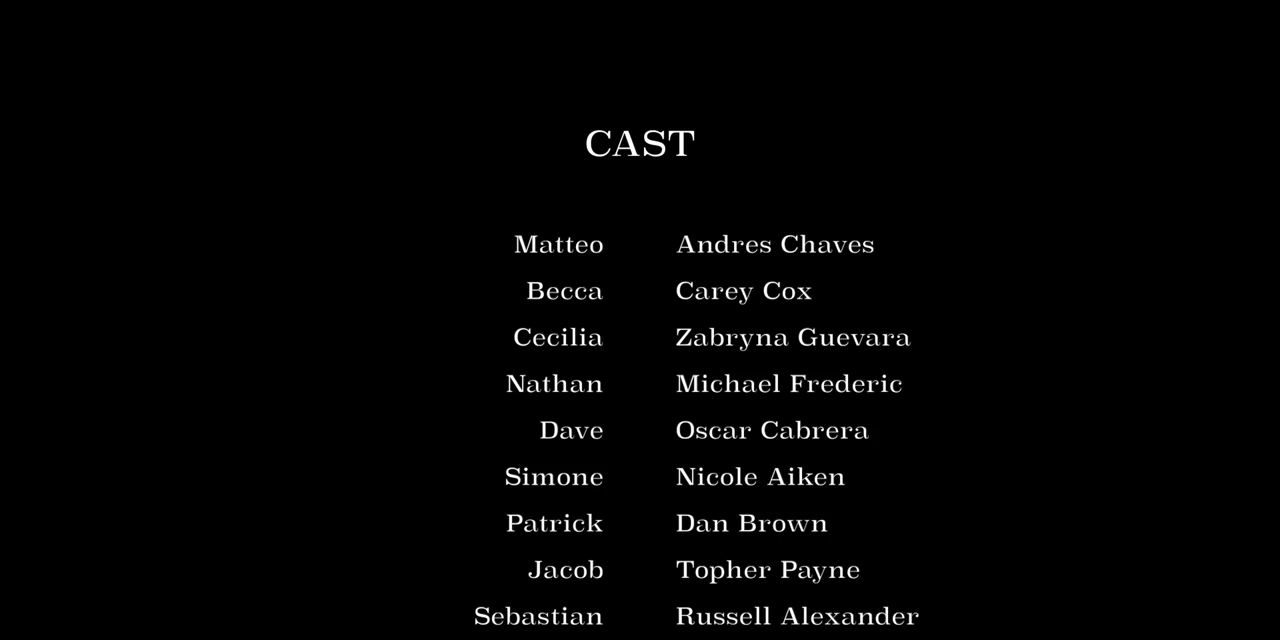 CAST
Matteo Andres Chaves
Becca Carey Cox
Cecilia Zabryna Guevara
Nathan Michael Frederic
Dave Oscar Cabrera
Simone Nicole Aiken
Patrick Dan Brown
Jacob Topher Payne
Sebastian Russell Alexander